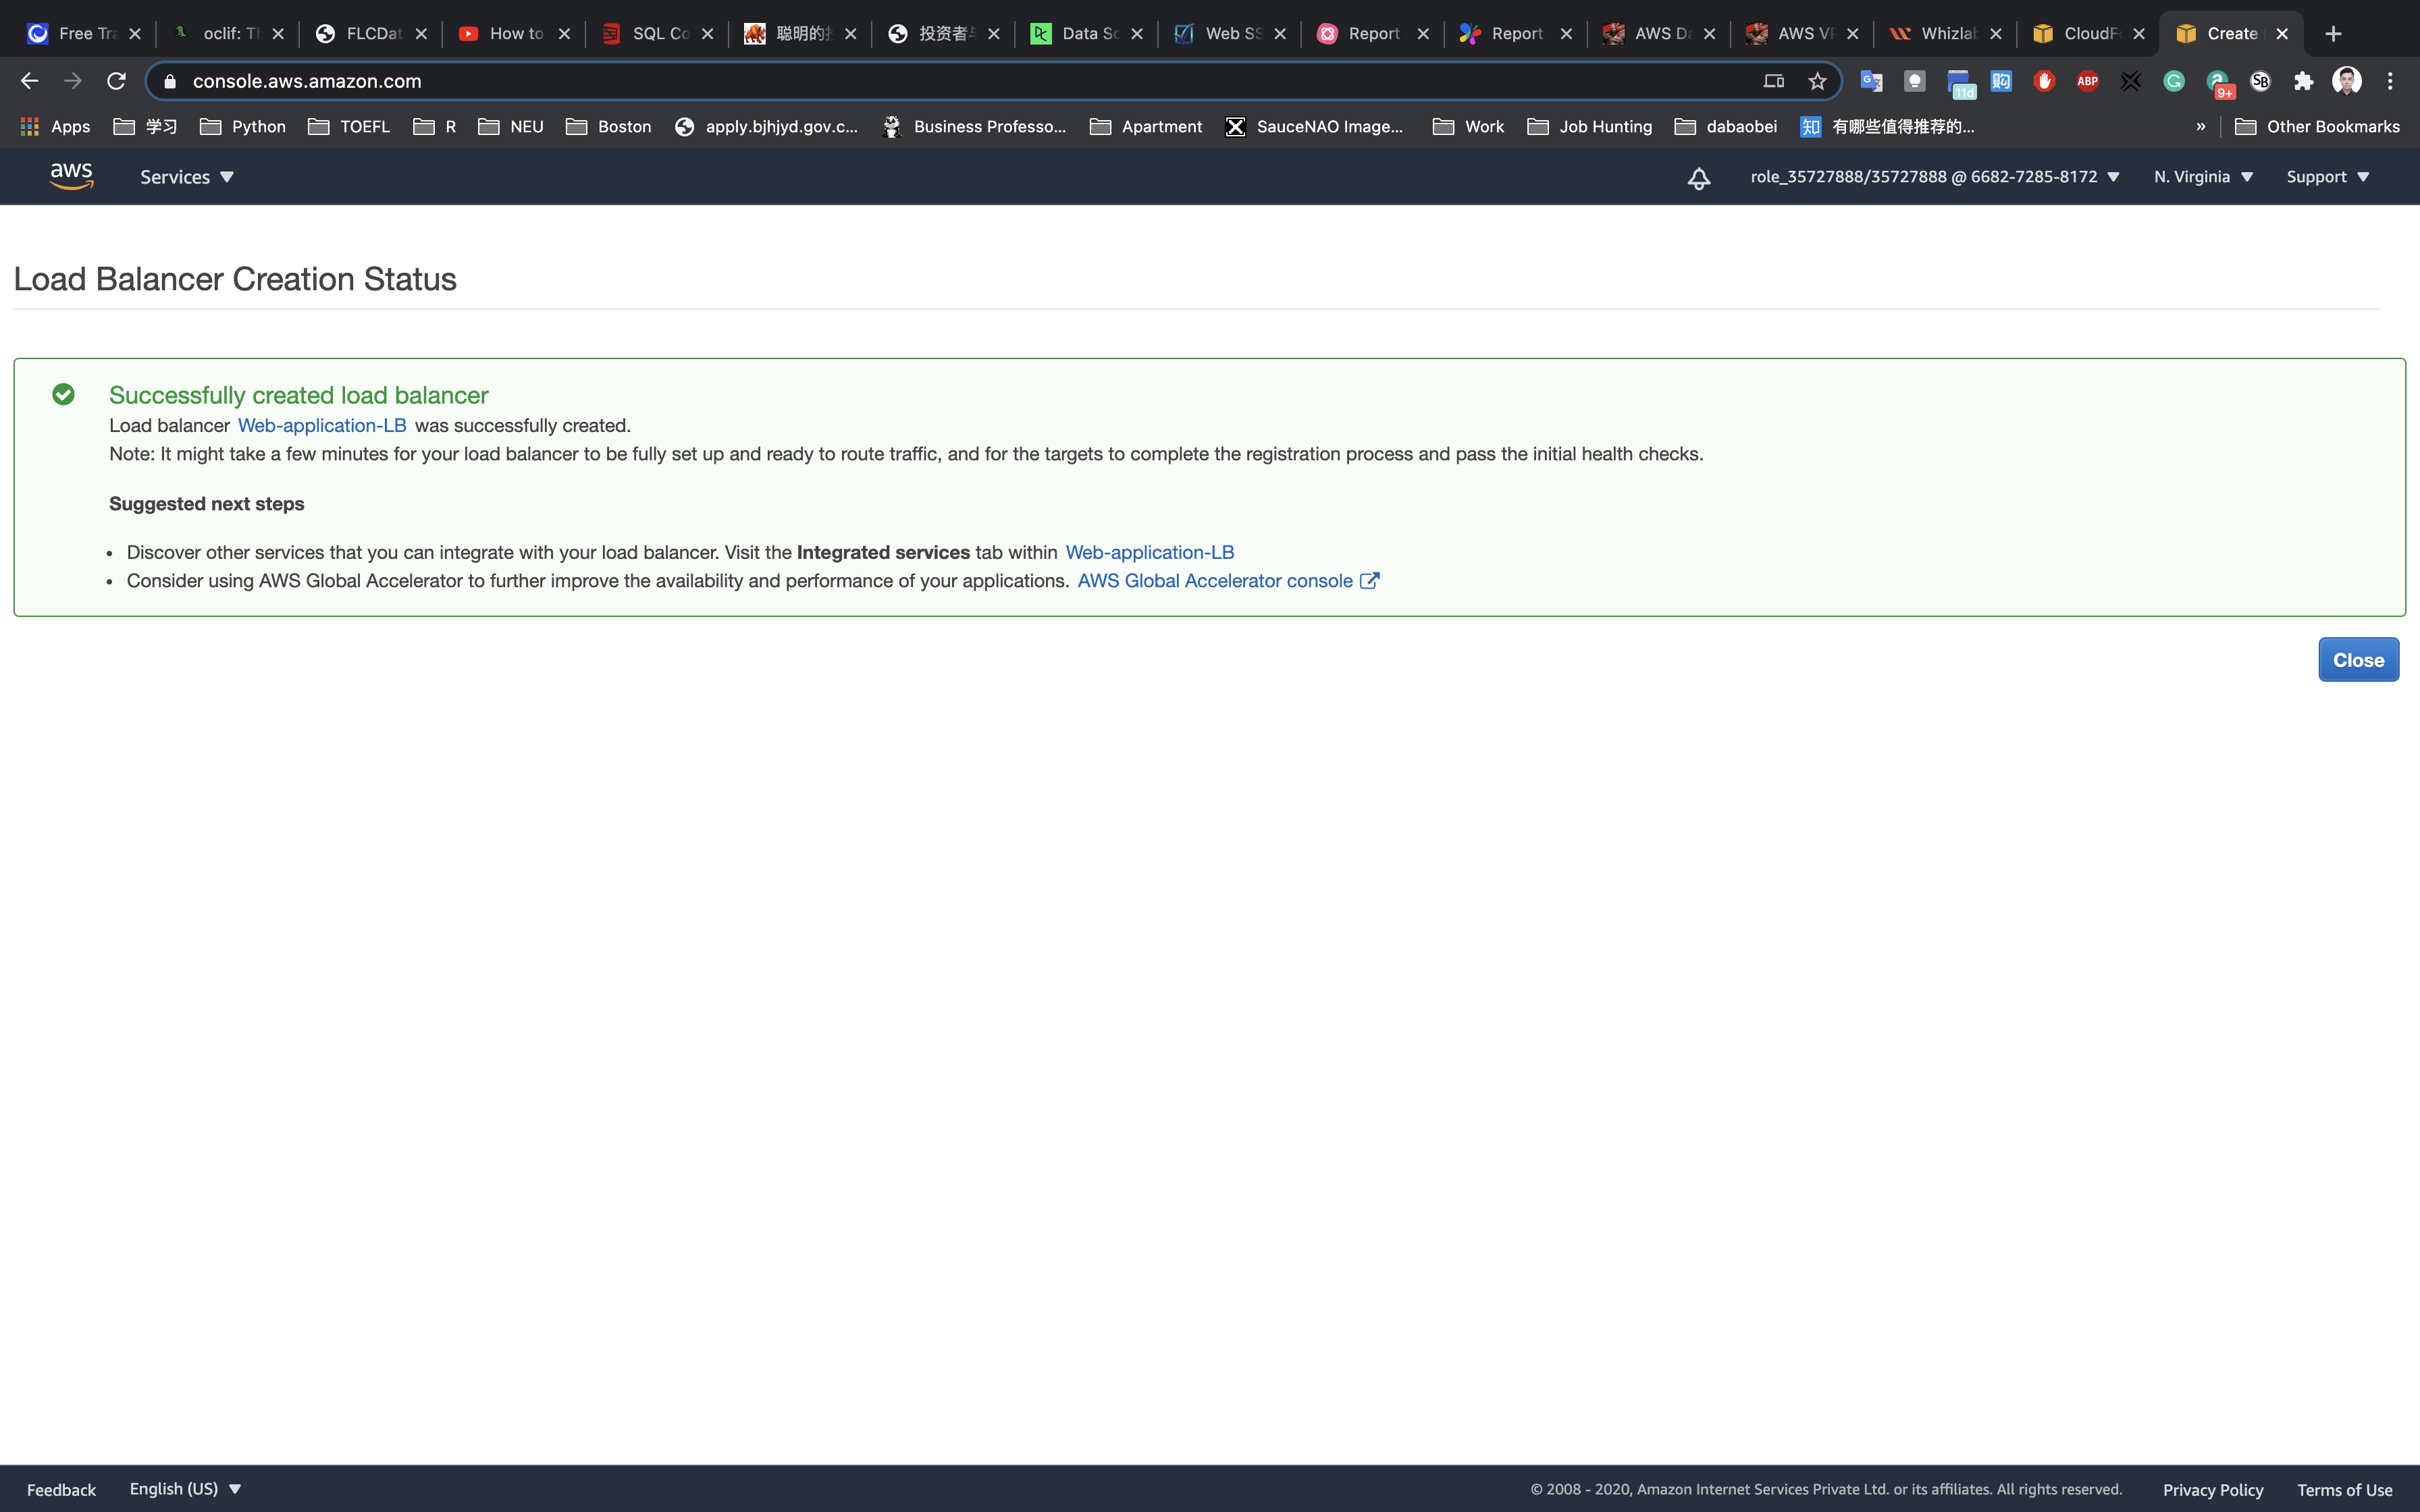 Free Tra
oclif: Th
FLCDat
How to
SQL Co
聪明的
投资者
Data Sc
Web SS
Report
Report
AWS Da
AWS VP
Whizlab
CloudFo
Create
console.aws.amazon.com
11d
ABP
9+
SB
Apps
学习
Python
TOEFL
R
NEU
Boston
apply.bjhjyd.gov.c...
Business Professo...
Apartment
SauceNAO Image...
Work
Job Hunting
dabaobei
知 有哪些值得推荐的...
»
Other Bookmarks
aws
Services
role_35727888/35727888 @ 6682-7285-8172
N. Virginia
Support
Load Balancer Creation Status
Successfully created load balancer
Load balancer Web-application-LB was successfully created.
Note: It might take a few minutes for your load balancer to be fully set up and ready to route traffic, and for the targets to complete the registration process and pass the initial health checks.
Suggested next steps
• Discover other services that you can integrate with your load balancer. Visit the Integrated services tab within Web-application-LB
• Consider using AWS Global Accelerator to further improve the availability and performance of your applications. AWS Global Accelerator console
Close
Feedback
English (US)
© 2008 - 2020, Amazon Internet Services Private Ltd. or its affiliates. All rights reserved.
Privacy Policy
Terms of Use